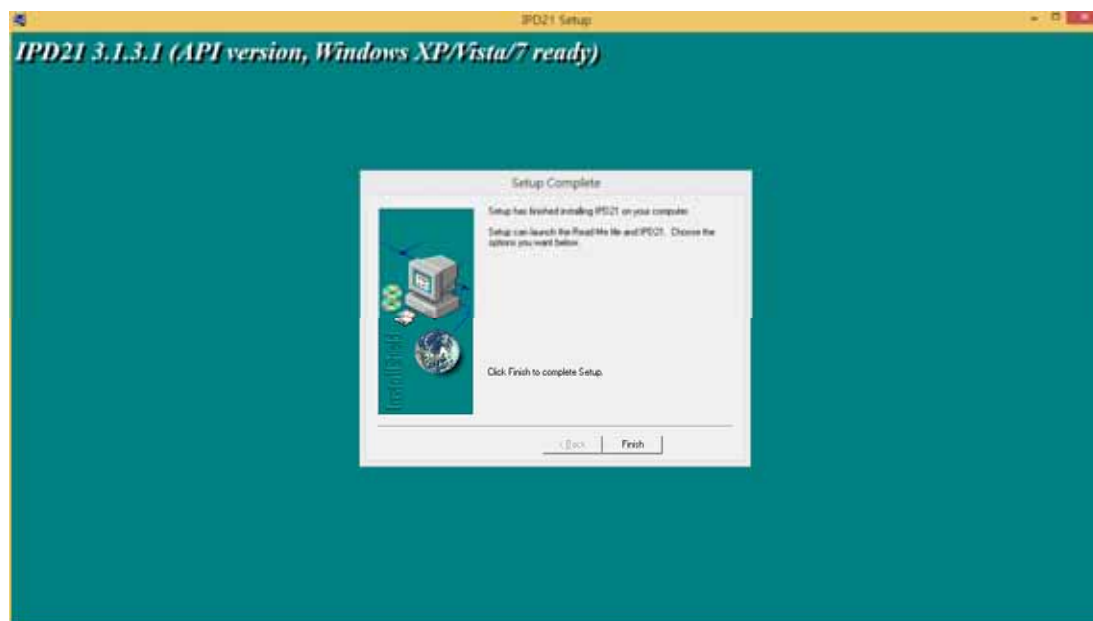 IPD21 Setup
IPD21 3.1.3.1 (API version, Windows XP/Vista/7 ready)
Setup Complete
Setup has finished installing IPD21 on your computer.
Setup can launch the Read Me file and IPD21. Choose the
options you want below.
InstallShield
Click Finish to complete Setup.
< Back
Finish